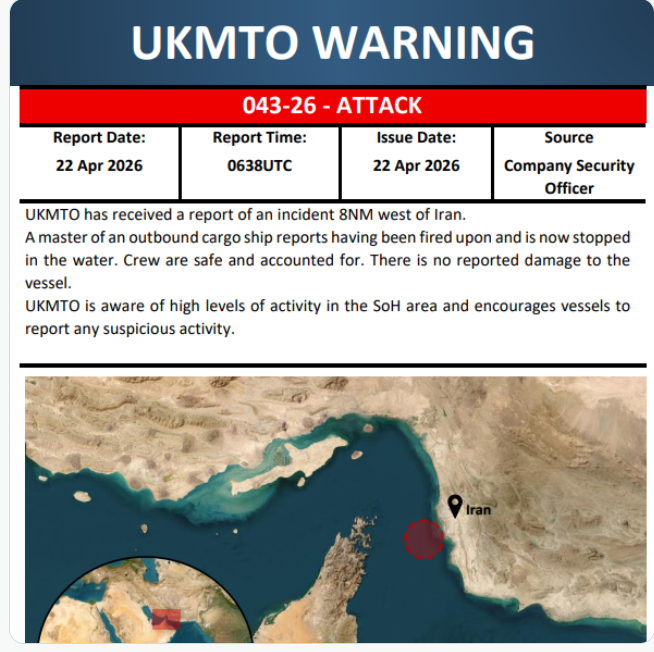 UKMTO WARNING
043-26 - ATTACK
Report Date:
22 Apr 2026
Report Time:
0638UTC
Issue Date:
22 Apr 2026
Source
Company Security
Officer
UKMTO has received a report of an incident 8NM west of Iran.
A master of an outbound cargo ship reports having been fired upon and is now stopped
in the water. Crew are safe and accounted for. There is no reported damage to the
vessel.
UKMTO is aware of high levels of activity in the SoH area and encourages vessels to
report any suspicious activity.
Iran